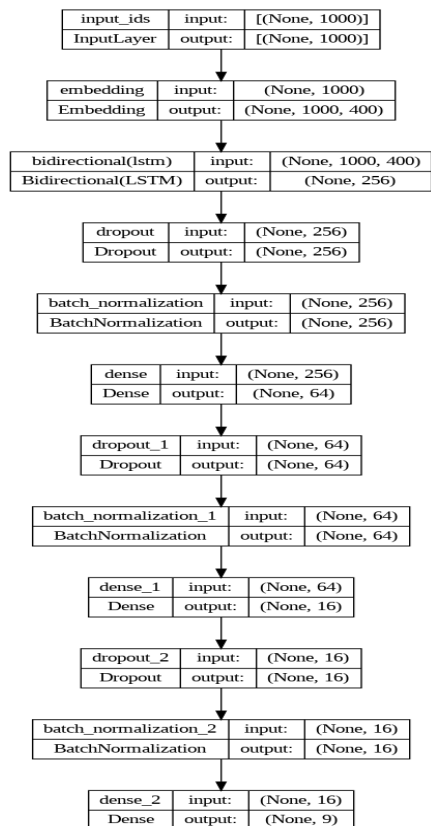 input_ids input: [(None, 1000)]
InputLayer output: [(None, 1000)]
embedding input: (None, 1000)
Embedding output: (None, 1000, 400)
bidirectional(lstm) input: (None, 1000, 400)
Bidirectional(LSTM) output: (None, 256)
dropout input: (None, 256)
Dropout output: (None, 256)
batch_normalization input: (None, 256)
BatchNormalization output: (None, 256)
dense input: (None, 256)
Dense output: (None, 64)
dropout_1 input: (None, 64)
Dropout output: (None, 64)
batch_normalization_1 input: (None, 64)
BatchNormalization output: (None, 64)
dense_1 input: (None, 64)
Dense output: (None, 16)
dropout_2 input: (None, 16)
Dropout output: (None, 16)
batch_normalization_2 input: (None, 16)
BatchNormalization output: (None, 16)
dense_2 input: (None, 16)
Dense output: (None, 9)